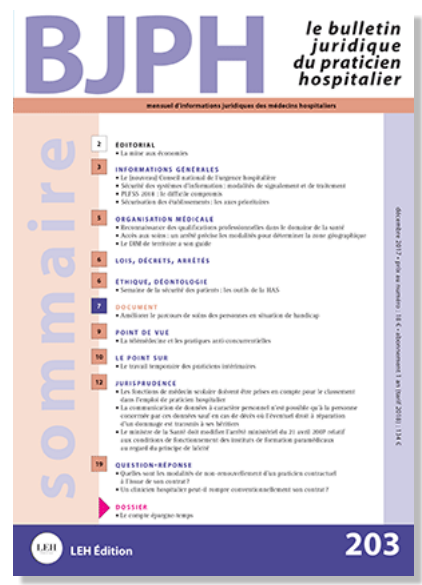 BJPH
le bulletin
juridique
du praticien
hospitalier
mensuel d'informations juridiques des médecins hospitaliers
sommaire
2 ÉDITORIAL
• La mise aux économies
3 INFORMATIONS GÉNÉRALES
• Le (nouveau) Conseil national de l'urgence hospitalière
• Sécurité des systèmes d'information : modalités de signalement et de traitement
• PLFSS 2018 : le difficile compromis
• Sécurisation des établissements : les axes prioritaires
5 ORGANISATION MÉDICALE
• Reconnaissance des qualifications professionnelles dans le domaine de la santé
• Accès aux soins : un arrêté précise les modalités pour déterminer la zone géographique
• Le DIM de territoire a son guide
6 LOIS, DÉCRETS, ARRÊTÉS
6 ÉTHIQUE, DÉONTOLOGIE
• Semaine de la sécurité des patients : les outils de la HAS
7 DOCUMENT
• Améliorer le parcours de soins des personnes en situation de handicap
9 POINT DE VUE
• La télémédecine et les pratiques anti-concurrentielles
10 LE POINT SUR
• Le travail temporaire des praticiens intérimaires
12 JURISPRUDENCE
• Les fonctions de médecin scolaire doivent être prises en compte pour le classement
dans l'emploi de praticien hospitalier
• La communication de données à caractère personnel n'est possible qu'à la personne
concernée par ces données sauf en cas de décès où l'éventuel droit à réparation
d'un dommage est transmis à ses héritiers
• Le ministre de la Santé doit modifier l'arrêté ministériel du 21 avril 2007 relatif
aux conditions de fonctionnement des instituts de formation paramédicaux
au regard du principe de laïcité
19 QUESTION-RÉPONSE
• Quelles sont les modalités de non-renouvellement d'un praticien contractuel
à l'issue de son contrat ?
• Un clinicien hospitalier peut-il rompre conventionnellement son contrat ?
DOSSIER
• Le compte épargne-temps
décembre 2017 • prix au numéro : 16 € • abonnement 1 an (tarif 2018) : 134 €
LEH
LEH Édition
203